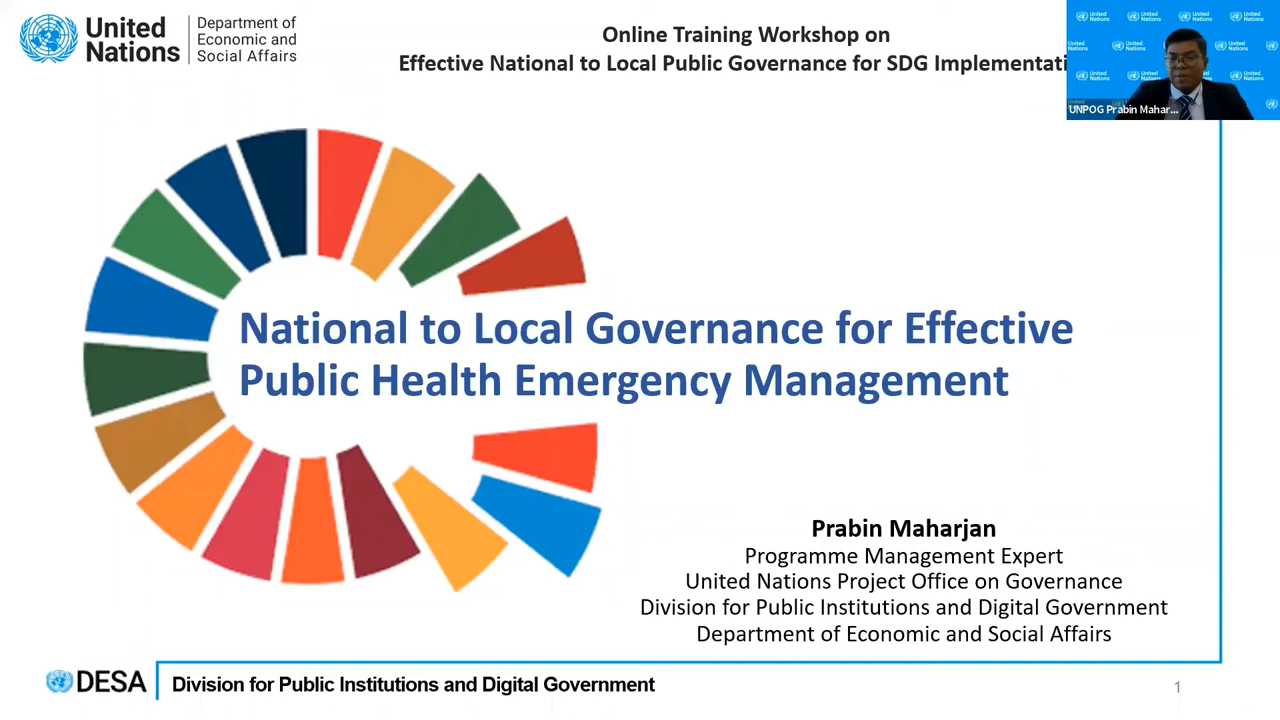 United
Nations
Department of
Economic and
Social Affairs
Online Training Workshop on
Effective National to Local Public Governance for SDG Implementati
UNPOG Prabin Mahar...
National to Local Governance for Effective
Public Health Emergency Management
Prabin Maharjan
Programme Management Expert
United Nations Project Office on Governance
Division for Public Institutions and Digital Government
Department of Economic and Social Affairs
DESA
Division for Public Institutions and Digital Government
1